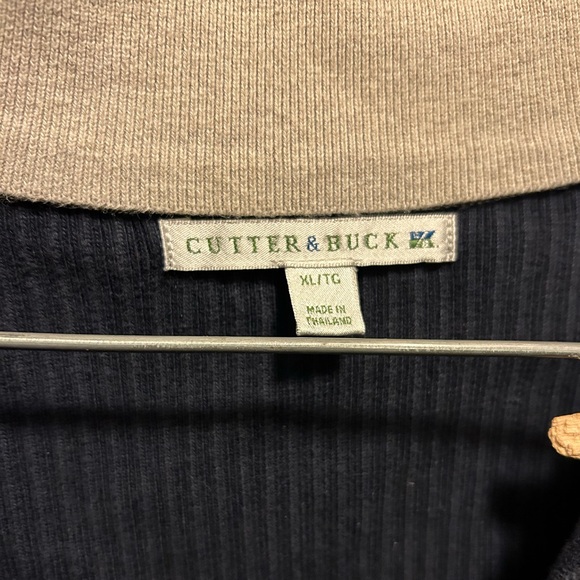 CUTTER & BUCK
XL/TG
MADE IN
THAILAND